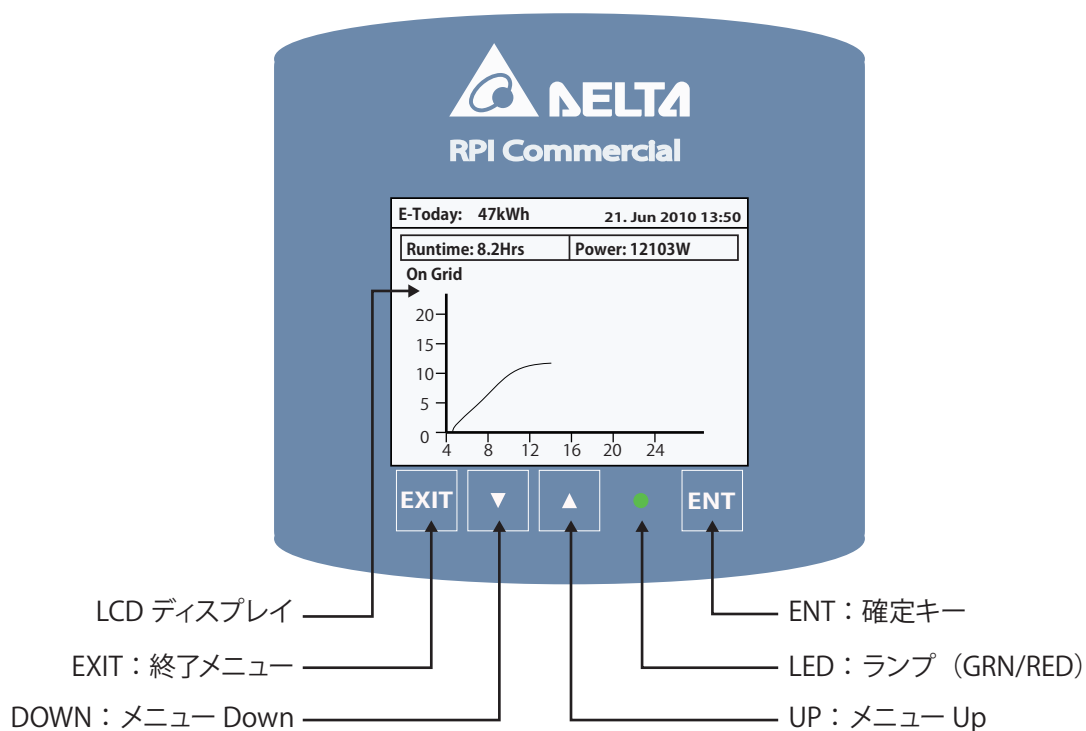 DELTA
RPI Commercial
E-Today: 47kWh 21. Jun 2010 13:50
Runtime: 8.2Hrs Power: 12103W
On Grid
20
15
10
5
0
4 8 12 16 20 24
EXIT ▼ ▲ ENT
LCD ディスプレイ
EXIT：終了メニュー
DOWN：メニュー Down
ENT：確定キー
LED：ランプ（GRN/RED）
UP：メニュー Up